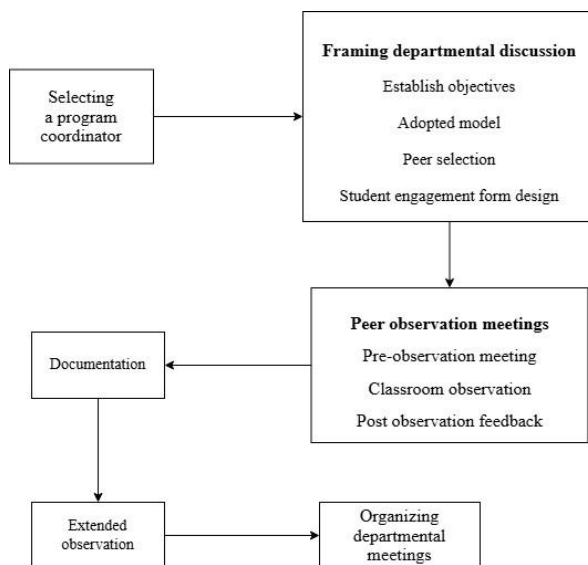 Selecting
a program
coordinator
Framing departmental discussion
Establish objectives
Adopted model
Peer selection
Student engagement form design
Peer observation meetings
Pre-observation meeting
Classroom observation
Post observation feedback
Documentation
Extended
observation
Organizing
departmental
meetings